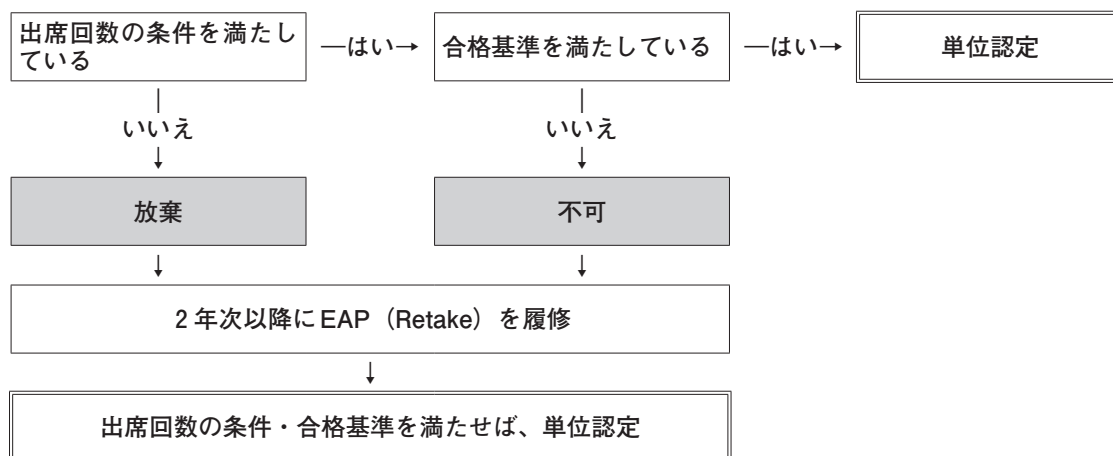 出席回数の条件を満たし
ている
はい
合格基準を満たしている
はい
単位認定
いいえ
いいえ
放棄
不可
2年次以降にEAP（Retake）を履修
出席回数の条件・合格基準を満たせば、単位認定